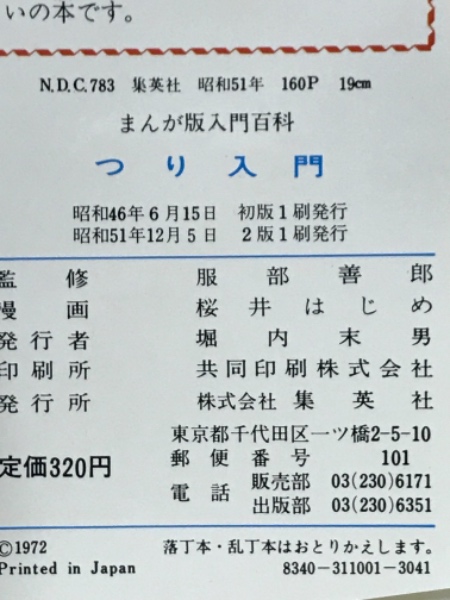 いの本です。
N.D.C.783 集英社 昭和51年 160P 19cm
まんが版入門百科
つり入門
昭和46年6月15日 初版1刷発行
昭和51年12月5日 2版1刷発行
監修 服部善郎
漫画 桜井はじめ
発行者 堀内末男
印刷所 共同印刷株式会社
発行所 株式会社集英社
東京都千代田区一ツ橋2-5-10
郵便番号 101
定価320円
電話 販売部 03(230)6171
出版部 03(230)6351
©1972 落丁本・乱丁本はおとりかえします。
Printed in Japan 8340-311001-3041